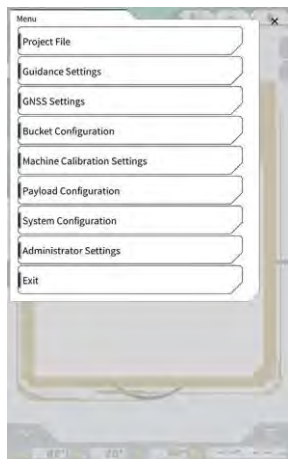 Menu
×
Project File
Guidance Settings
GNSS Settings
Bucket Configuration
Machine Calibration Settings
Payload Configuration
System Configuration
Administrator Settings
Exit